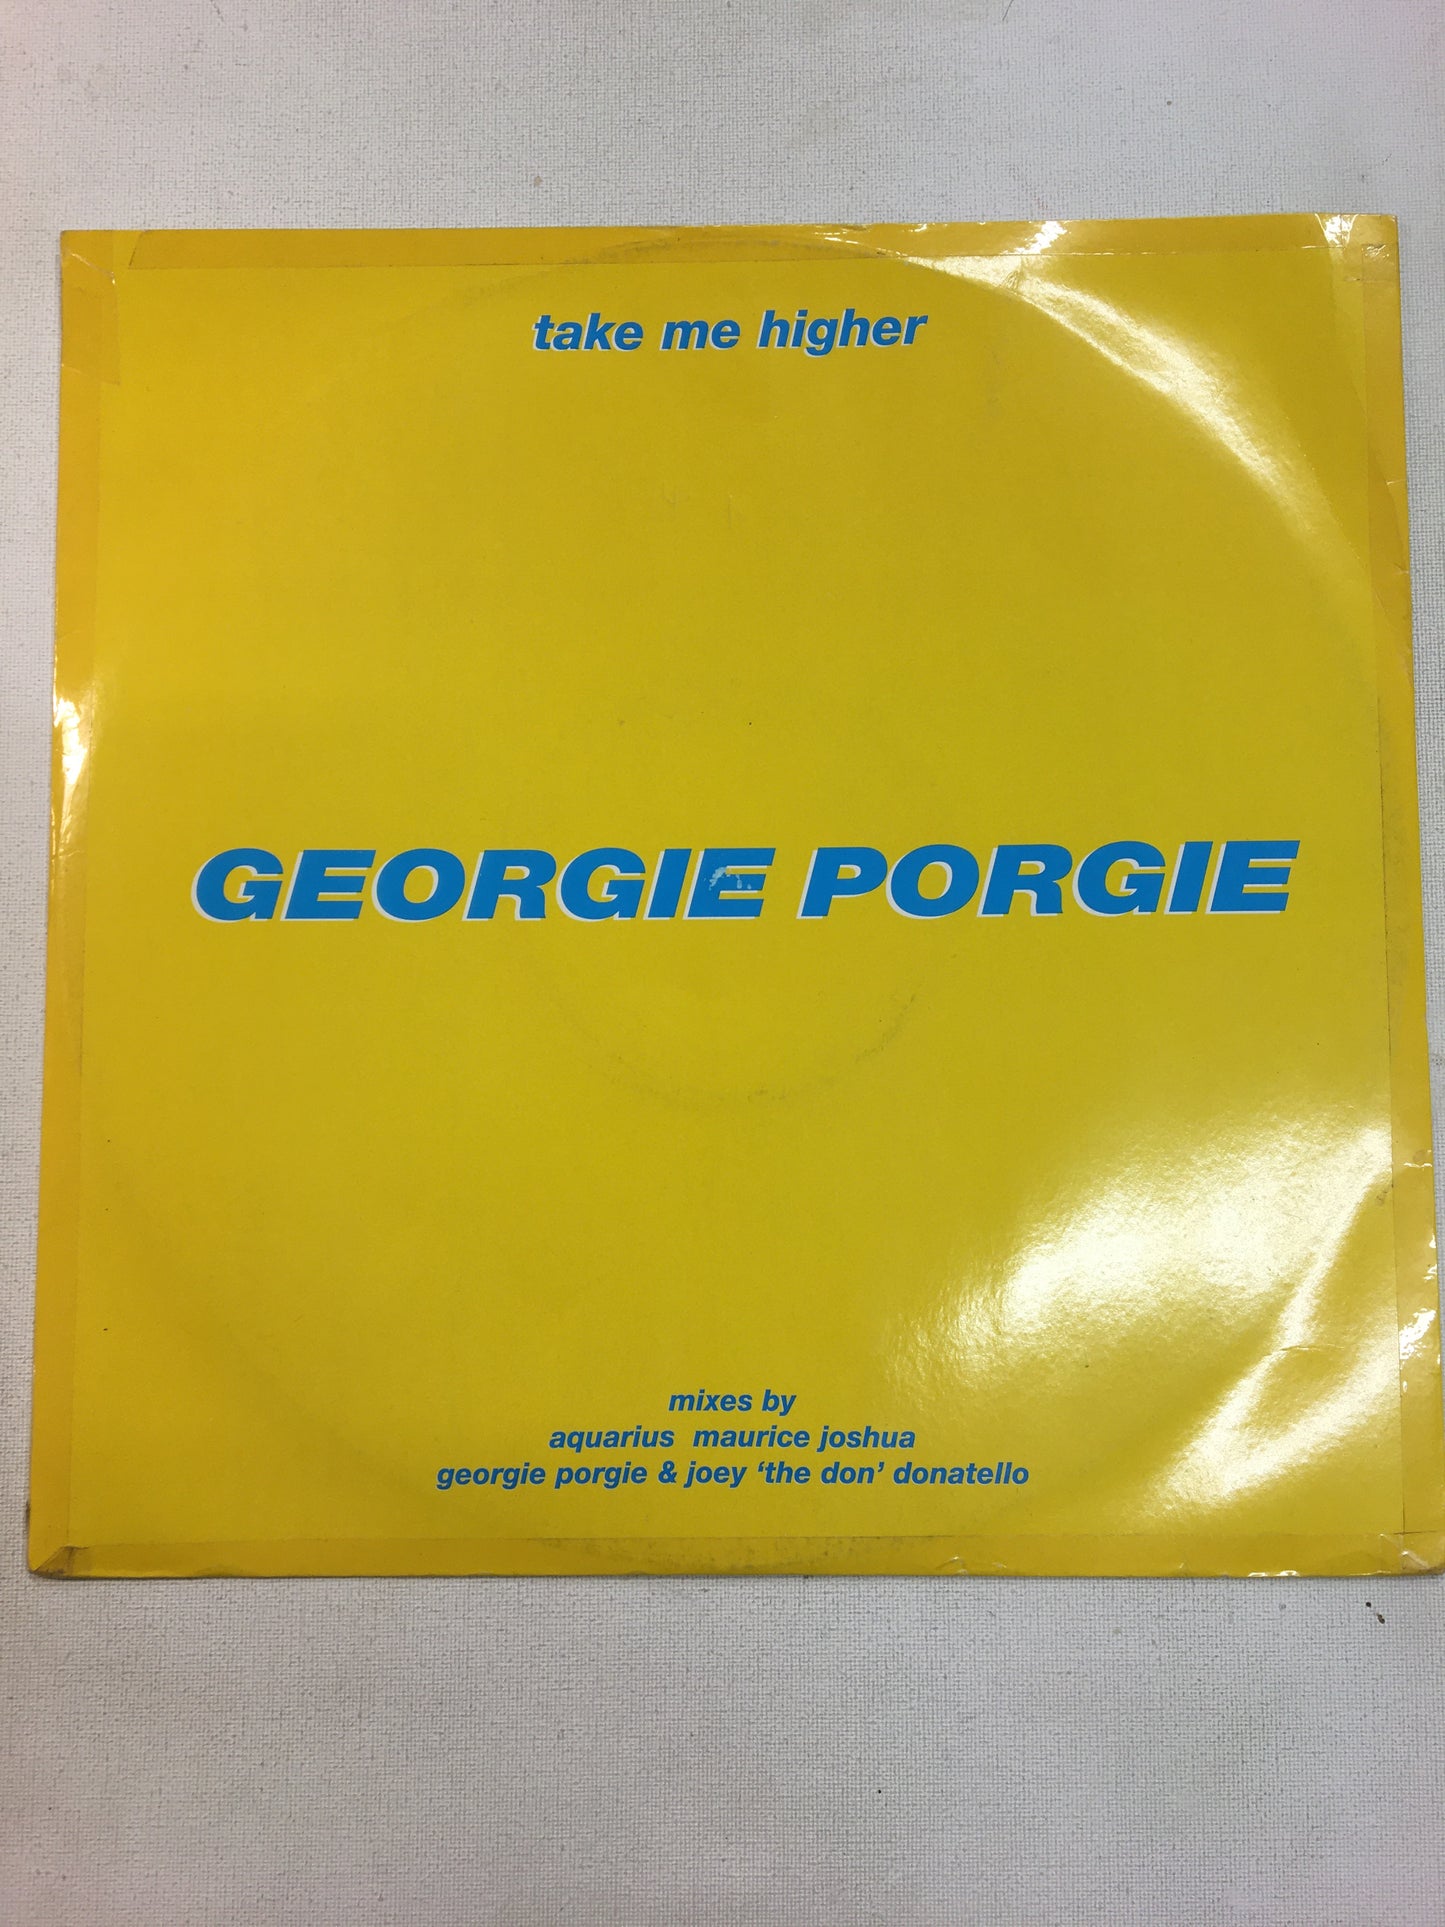 take me higher
GEORGIE PORGIE
mixes by
aquarius maurice joshua
georgie porgie & joey ‘the don’ donatello